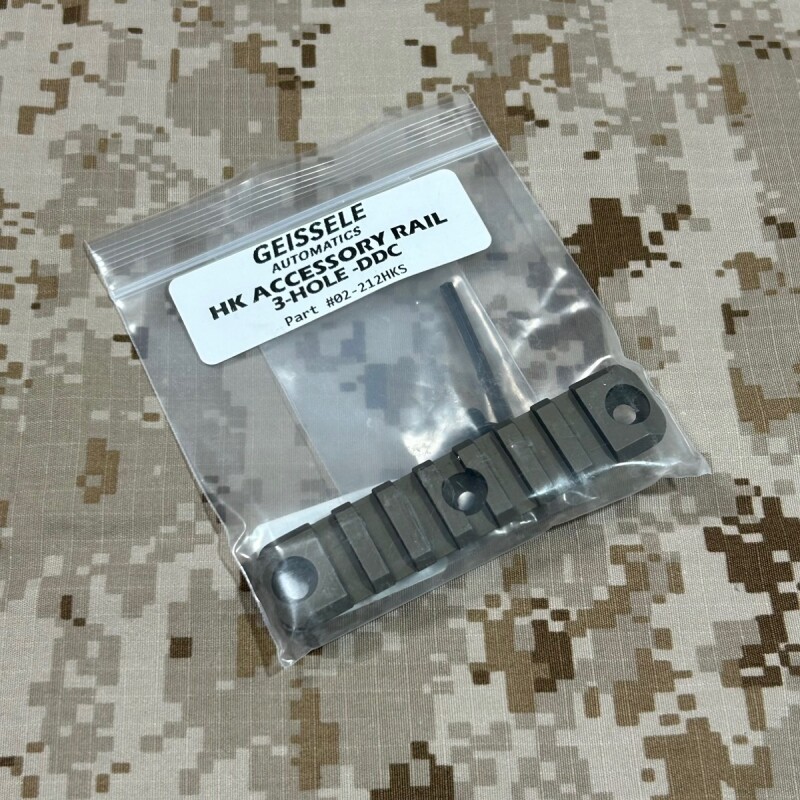 GEISSELE
AUTOMATICS
HK ACCESSORY RAIL
3-HOLE -DDC
Part #02-212HKS